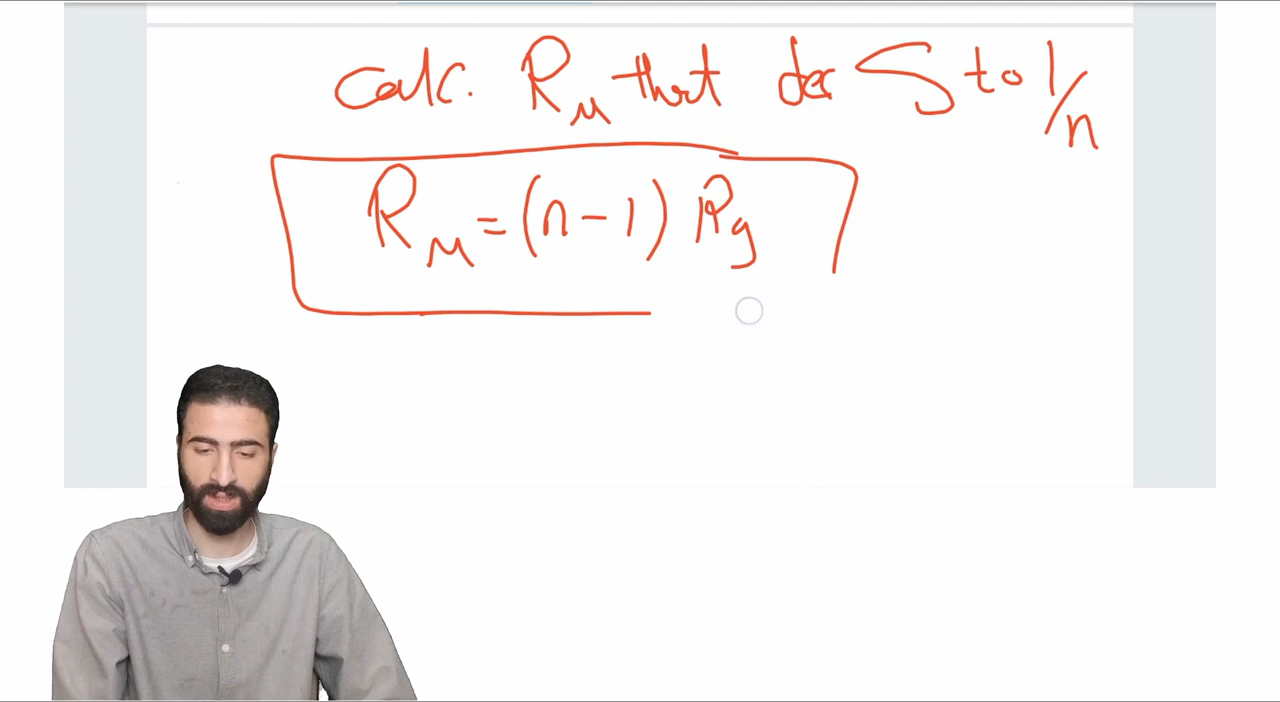 calc. RM that dec S to 1/n
RM = (n-1) Rg